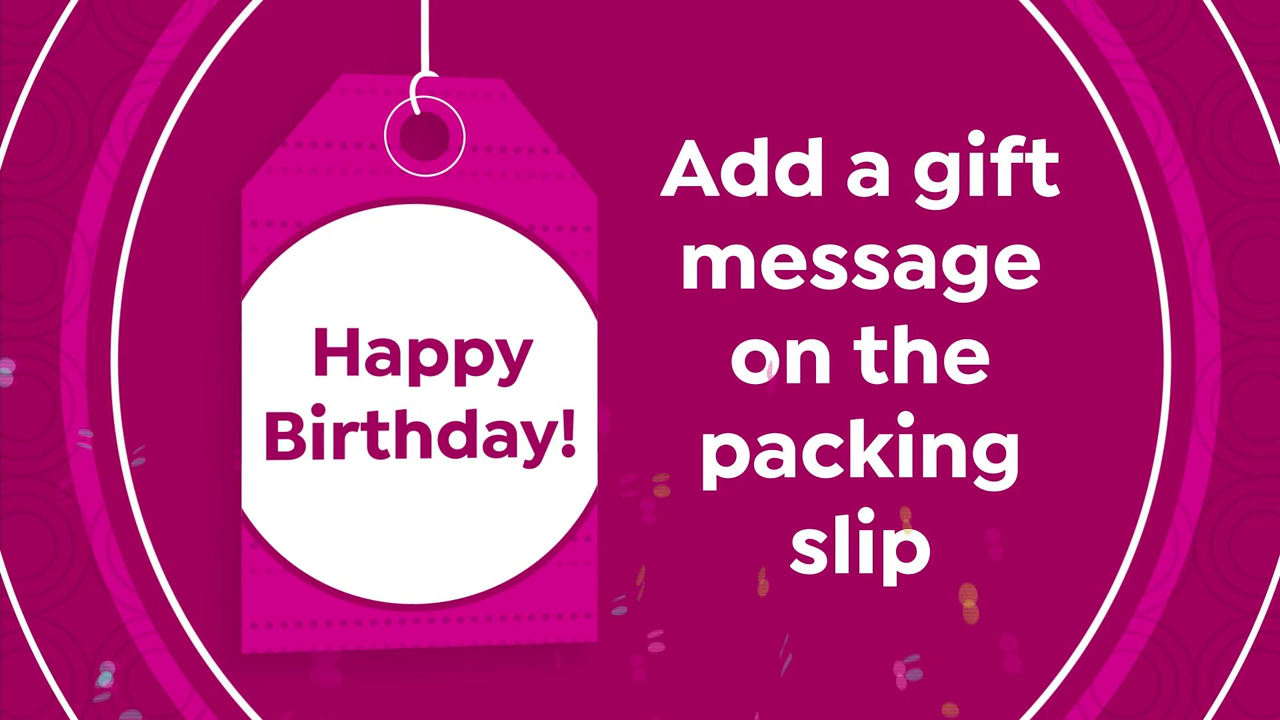 Happy
Birthday!
Add a gift
message
on the
packing
slip